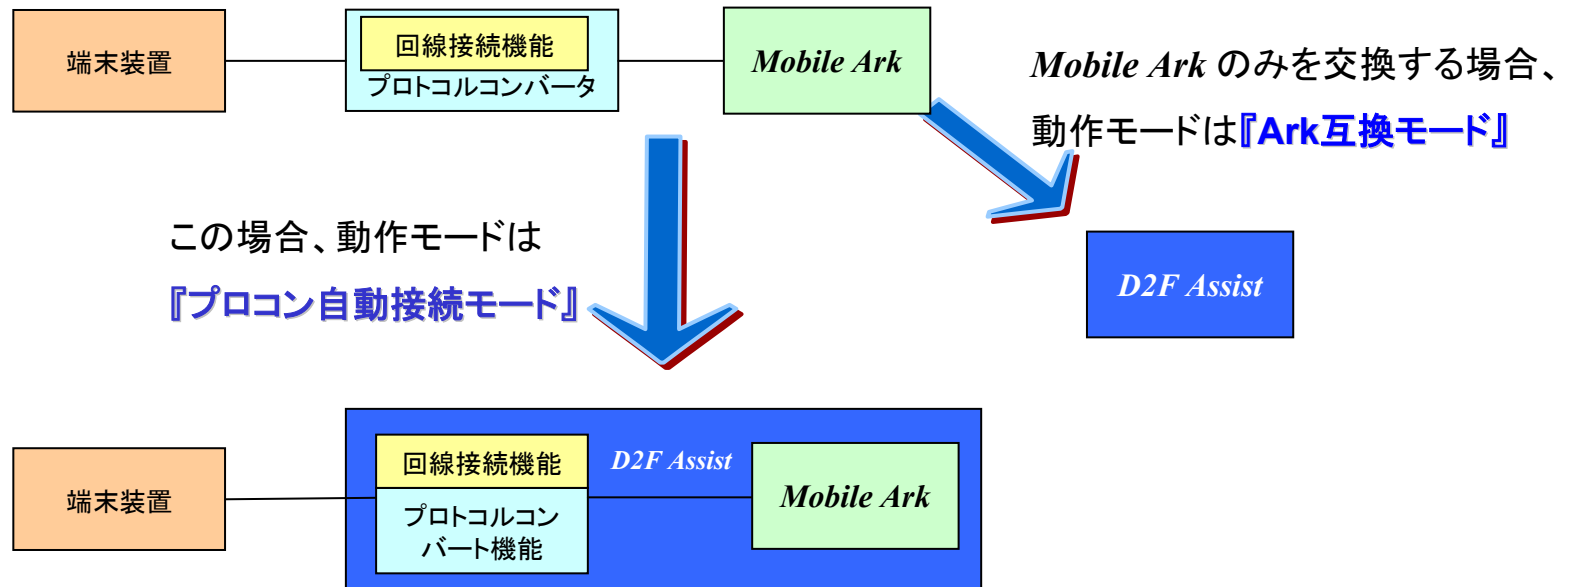 端末装置
回線接続機能
プロトコルコンバータ
Mobile Ark
Mobile Ark のみを交換する場合、
動作モードは『Ark互換モード』
この場合、動作モードは
『プロコン自動接続モード』
D2F Assist
端末装置
回線接続機能
プロトコルコン
バート機能
D2F Assist
Mobile Ark